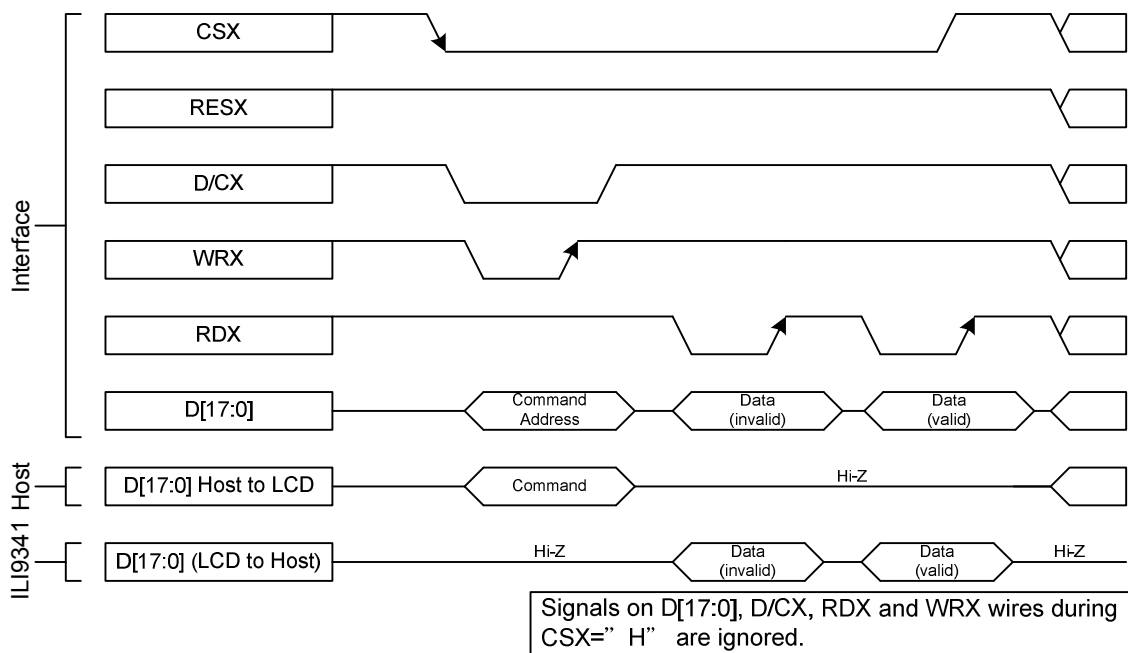 Interface
CSX
RESX
D/CX
WRX
RDX
D[17:0]
Command
Address
Data
(invalid)
Data
(valid)
Host
D[17:0] Host to LCD
Command
Hi-Z
ILI9341
D[17:0] (LCD to Host)
Hi-Z
Data
(invalid)
Data
(valid)
Hi-Z
Signals on D[17:0], D/CX, RDX and WRX wires during
CSX=” H” are ignored.